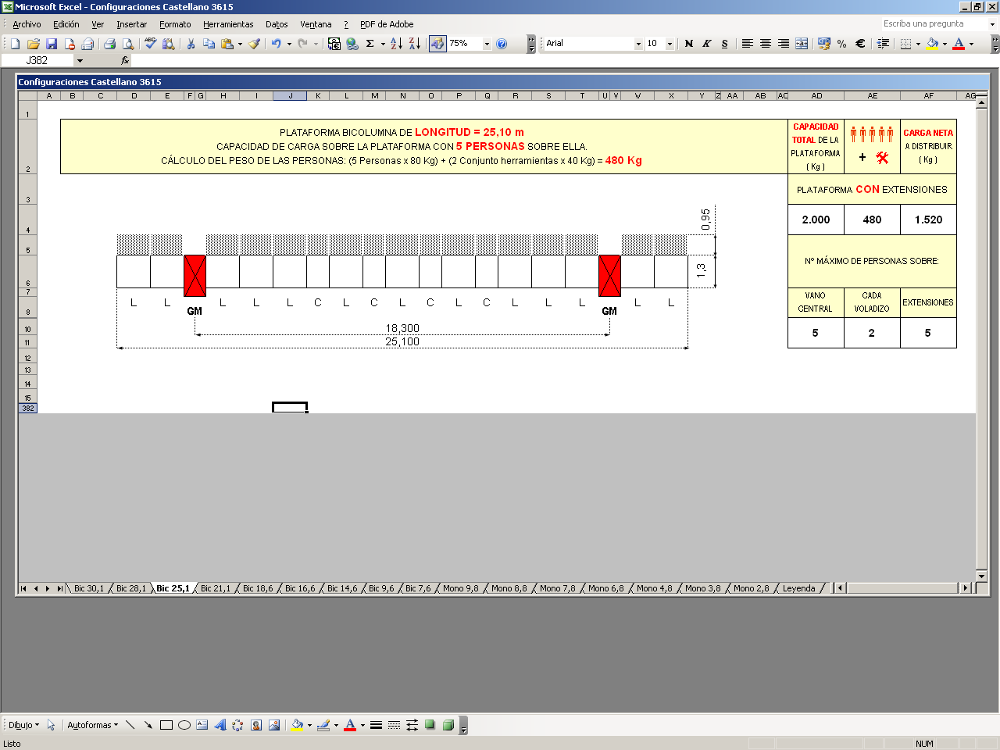 Microsoft Excel - Configuraciones Castellano 3615
Archivo Edición Ver Insertar Formato Herramientas Datos Ventana ? PDF de Adobe
Escriba una pregunta
75%
Arial
10
N K S
% €
J382
fx
Configuraciones Castellano 3615
A B C D E F G H I J K L M N O P Q R S T U V W X Y Z AA AB AC AD AE AF AG
1
2
3
4
5
6
7
8
10
11
12
13
14
15
382
PLATAFORMA BICOLUMNA DE LONGITUD = 25,10 m
CAPACIDAD DE CARGA SOBRE LA PLATAFORMA CON 5 PERSONAS SOBRE ELLA.
CÁLCULO DEL PESO DE LAS PERSONAS: (5 Personas x 80 Kg) + (2 Conjunto herramientas x 40 Kg) = 480 Kg
CAPACIDAD
TOTAL DE LA
PLATAFORMA
( Kg )
+
CARGA NETA
A DISTRIBUIR
( Kg )
PLATAFORMA CON EXTENSIONES
2.000 480 1.520
Nº MÁXIMO DE PERSONAS SOBRE:
VANO
CENTRAL
CADA
VOLADIZO
EXTENSIONES
5 2 5
0,95
1,3
L L L L L C L C L C L C L L L L L
GM GM
18,300
25,100
Bic 30,1 Bic 28,1 Bic 25,1 Bic 21,1 Bic 18,6 Bic 16,6 Bic 14,6 Bic 9,6 Bic 7,6 Mono 9,8 Mono 8,8 Mono 7,8 Mono 6,8 Mono 4,8 Mono 3,8 Mono 2,8 Leyenda
Dibujo Autoformas
Listo
NUM